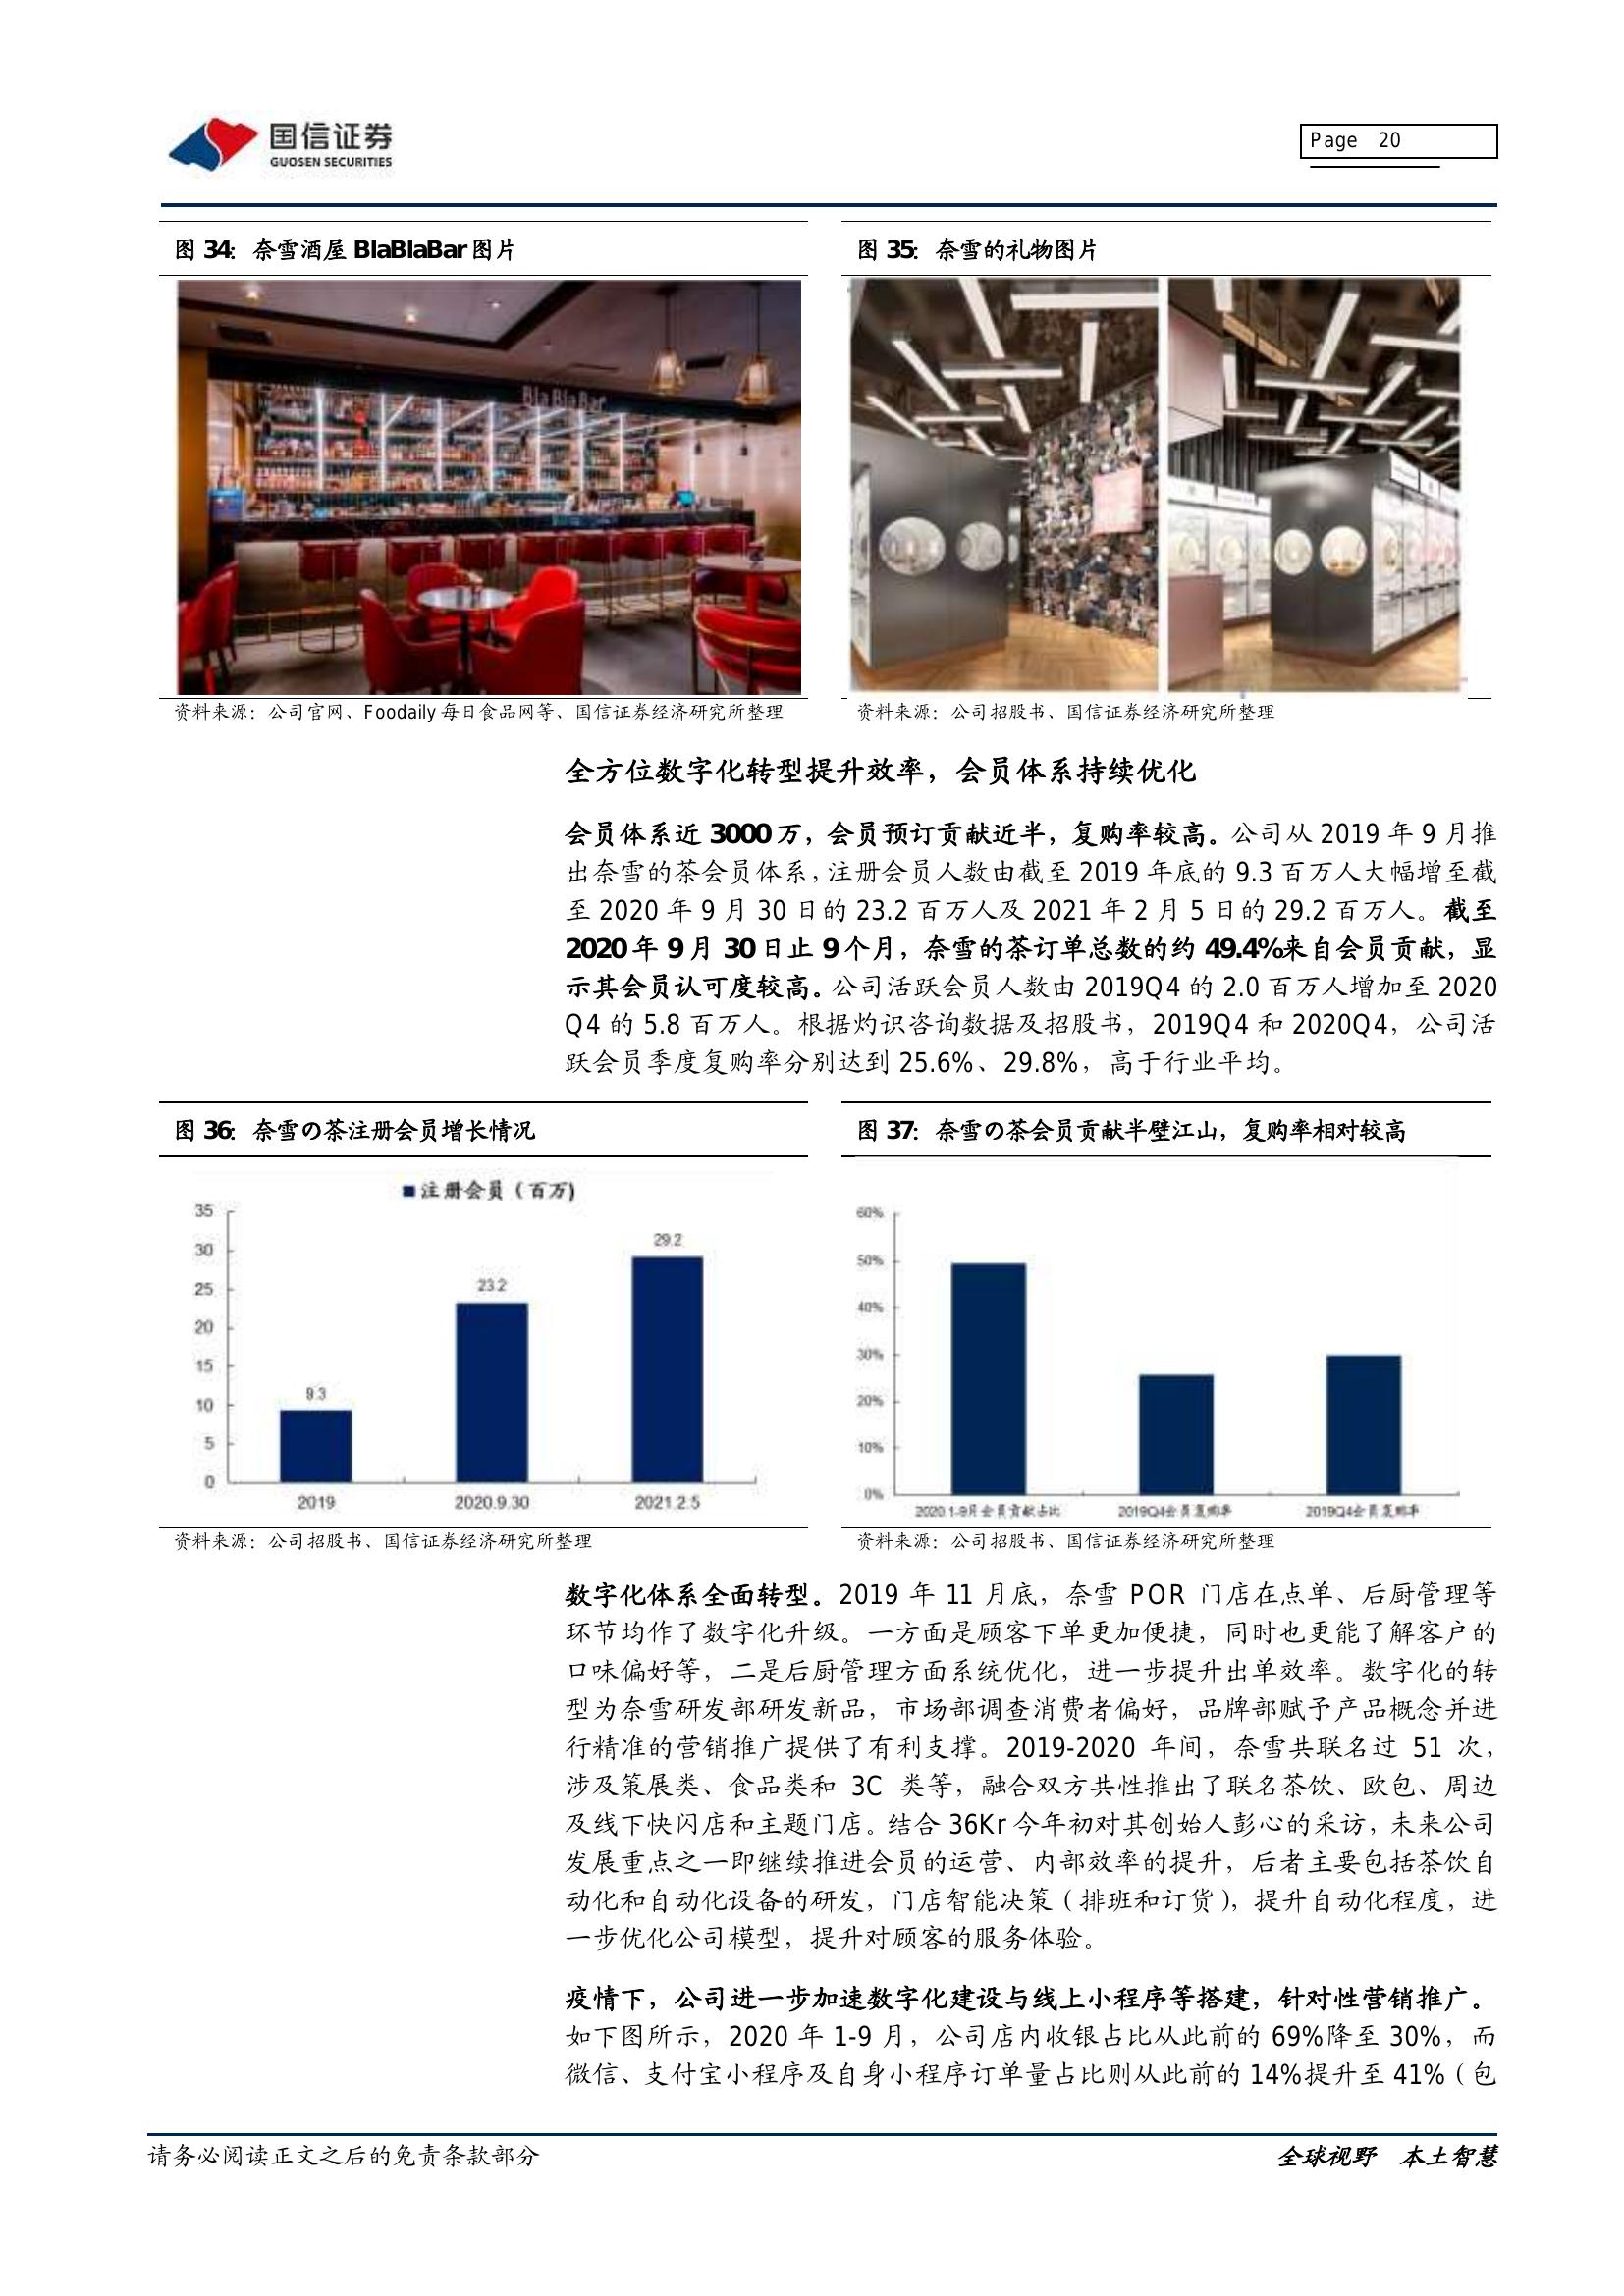 国信证券
GUOSEN SECURITIES
Page 20
图 34：奈雪酒屋 BlaBlaBar 图片
BlaBlaBar
资料来源：公司官网、Foodaily 每日食品网等、国信证券经济研究所整理
图 35：奈雪的礼物图片
资料来源：公司招股书、国信证券经济研究所整理
全方位数字化转型提升效率，会员体系持续优化
会员体系近 3000 万，会员预订贡献近半，复购率较高。公司从 2019 年 9 月推
出奈雪的茶会员体系，注册会员人数由截至 2019 年底的 9.3 百万人大幅增至截
至 2020 年 9 月 30 日的 23.2 百万人及 2021 年 2 月 5 日的 29.2 百万人。截至
2020 年 9 月 30 日止 9 个月，奈雪的茶订单总数的约 49.4%来自会员贡献，显
示其会员认可度较高。公司活跃会员人数由 2019Q4 的 2.0 百万人增加至 2020
Q4 的 5.8 百万人。根据灼识咨询数据及招股书，2019Q4 和 2020Q4，公司活
跃会员季度复购率分别达到 25.6%、29.8%，高于行业平均。
图 36：奈雪の茶注册会员增长情况
注册会员（百万)
35
30
25
20
15
10
5
0
9.3
23.2
29.2
2019
2020.9.30
2021.2.5
资料来源：公司招股书、国信证券经济研究所整理
图 37：奈雪の茶会员贡献半壁江山，复购率相对较高
60%
50%
40%
30%
20%
10%
0%
2020.1-9月会员贡献占比
2019Q4会员复购率
2019Q4会员复购率
资料来源：公司招股书、国信证券经济研究所整理
数字化体系全面转型。2019 年 11 月底，奈雪 POR 门店在点单、后厨管理等
环节均作了数字化升级。一方面是顾客下单更加便捷，同时也更能了解客户的
口味偏好等，二是后厨管理方面系统优化，进一步提升出单效率。数字化的转
型为奈雪研发部研发新品，市场部调查消费者偏好，品牌部赋予产品概念并进
行精准的营销推广提供了有利支撑。2019-2020 年间，奈雪共联名过 51 次，
涉及策展类、食品类和 3C 类等，融合双方共性推出了联名茶饮、欧包、周边
及线下快闪店和主题门店。结合 36Kr 今年初对其创始人彭心的采访，未来公司
发展重点之一即继续推进会员的运营、内部效率的提升，后者主要包括茶饮自
动化和自动化设备的研发，门店智能决策（排班和订货），提升自动化程度，进
一步优化公司模型，提升对顾客的服务体验。
疫情下，公司进一步加速数字化建设与线上小程序等搭建，针对性营销推广。
如下图所示，2020 年 1-9 月，公司店内收银占比从此前的 69%降至 30%，而
微信、支付宝小程序及自身小程序订单量占比则从此前的 14%提升至 41%（包
请务必阅读正文之后的免责条款部分
全球视野 本土智慧